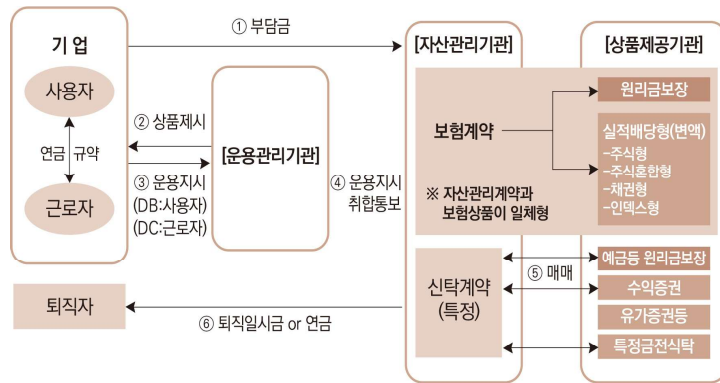 기 업
사용자
연금 규약
근로자
퇴직자
① 부담금
② 상품제시
③ 운용지시
(DB:사용자)
(DC:근로자)
[운용관리기관]
④ 운용지시
취합통보
⑥ 퇴직일시금 or 연금
[자산관리기관]
보험계약
※ 자산관리계약과
보험상품이 일체형
신탁계약
(특정)
⑤ 매매
[상품제공기관]
원리금보장
실적배당형(변액)
-주식형
-주식혼합형
-채권형
-인덱스형
예금등 원리금보장
수익증권
유가증권등
특정금전식탁